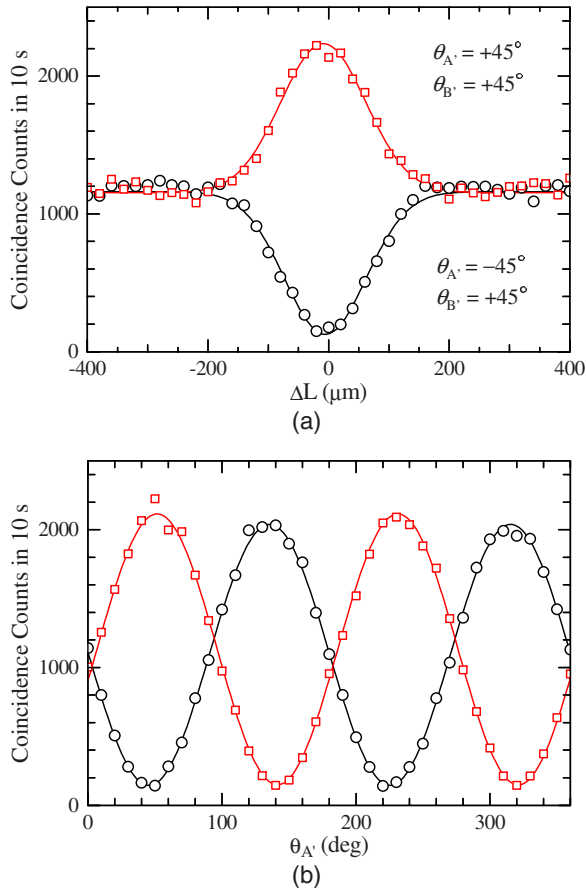 Coincidence Counts in 10 s
2000
1000
0
θA' = +45°
θB' = +45°
θA' = −45°
θB' = +45°
-400 -200 0 200 400
ΔL (μm)
(a)
Coincidence Counts in 10 s
2000
1000
0
0 100 200 300
θA' (deg)
(b)